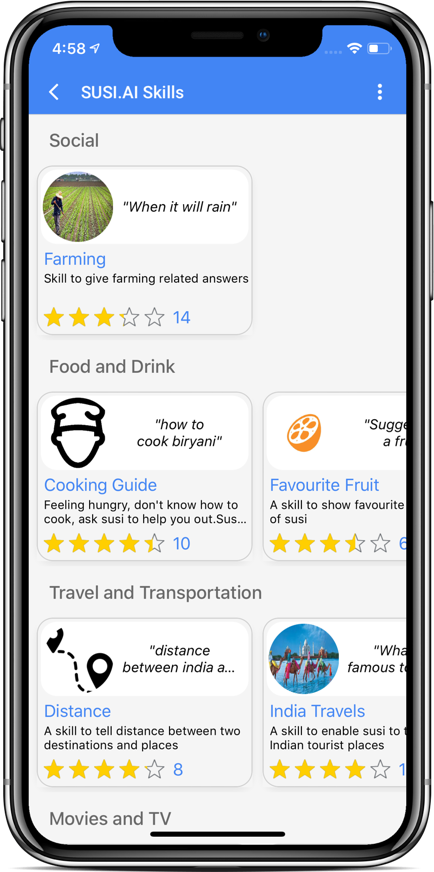 4:58
SUSI.AI Skills
Social
"When it will rain"
Farming
Skill to give farming related answers
14
Food and Drink
"how to
cook biryani"
Cooking Guide
Feeling hungry, don't know how to
cook, ask susi to help you out.Sus...
10
"Sugge
a fr
Favourite Fruit
A skill to show favourite
of susi
6
Travel and Transportation
"distance
between india a...
Distance
A skill to tell distance between two
destinations and places
8
"Wha
famous to
India Travels
A skill to enable susi to t
Indian tourist places
1
Movies and TV